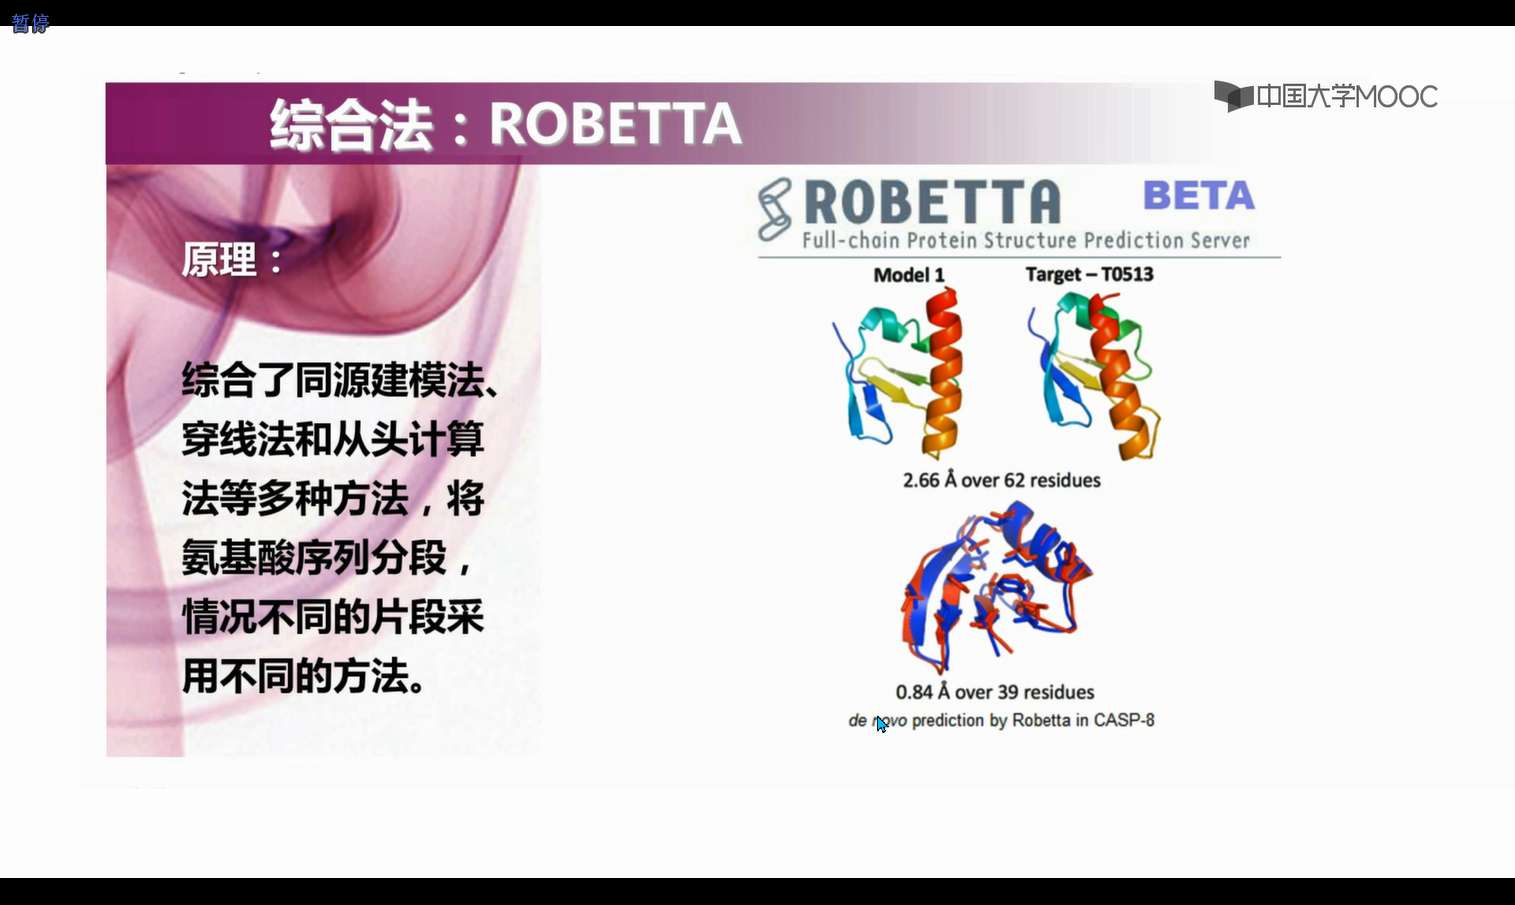 暂停
中国大学MOOC
综合法：ROBETTA
原理：
综合了同源建模法、
穿线法和从头计算
法等多种方法，将
氨基酸序列分段，
情况不同的片段采
用不同的方法。
ROBETTA BETA
Full-chain Protein Structure Prediction Server
Model 1 Target – T0513
2.66 Å over 62 residues
0.84 Å over 39 residues
de novo prediction by Robetta in CASP-8